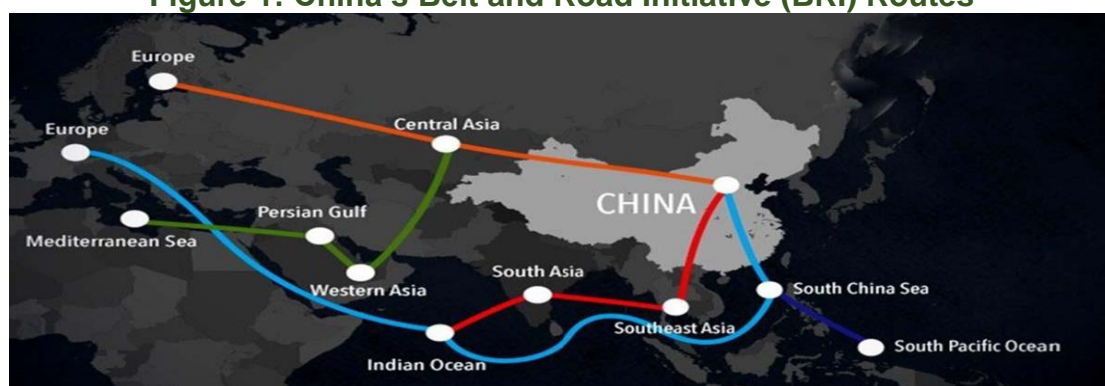 Figure 1: China's Belt and Road Initiative (BRI) Routes
Europe
Europe
Central Asia
CHINA
Persian Gulf
Mediterranean Sea
Western Asia
South Asia
South China Sea
Southeast Asia
Indian Ocean
South Pacific Ocean